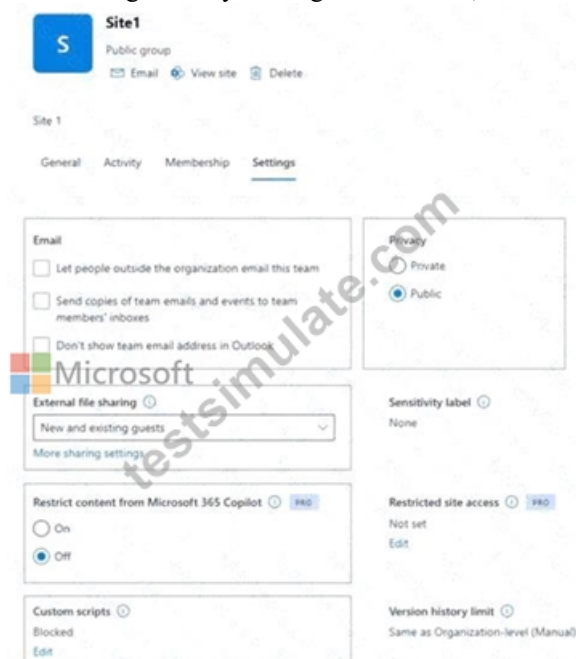 Site1
S
Public group
Email View site Delete
Site 1
General Activity Membership Settings
Email
Let people outside the organization email this team
Send copies of team emails and events to team
members' inboxes
Don't show team email address in Outlook
Privacy
Private
Public
Microsoft
External file sharing
New and existing guests
More sharing settings
Sensitivity label
None
Restrict content from Microsoft 365 Copilot PRO
On
Off
Restricted site access PRO
Not set
Edit
Custom scripts
Blocked
Edit
Version history limit
Same as Organization-level (Manual)
testsimulate.com